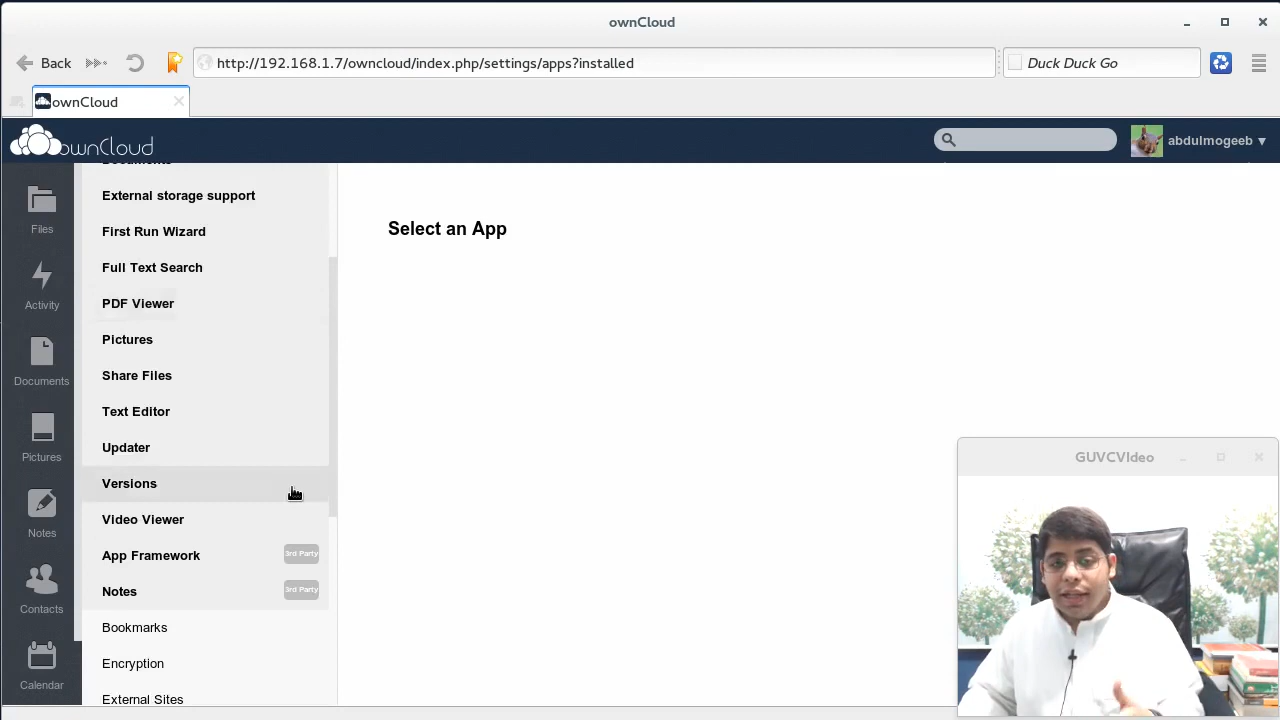 ownCloud
Back
http://192.168.1.7/owncloud/index.php/settings/apps?installed
Duck Duck Go
ownCloud
ownCloud
abdulmogeeb
Files
Activity
Documents
Pictures
Notes
Contacts
Calendar
Documents
External storage support
First Run Wizard
Full Text Search
PDF Viewer
Pictures
Share Files
Text Editor
Updater
Versions
Video Viewer
App Framework 3rd Party
Notes 3rd Party
Bookmarks
Encryption
External Sites
Select an App
GUVCVIdeo